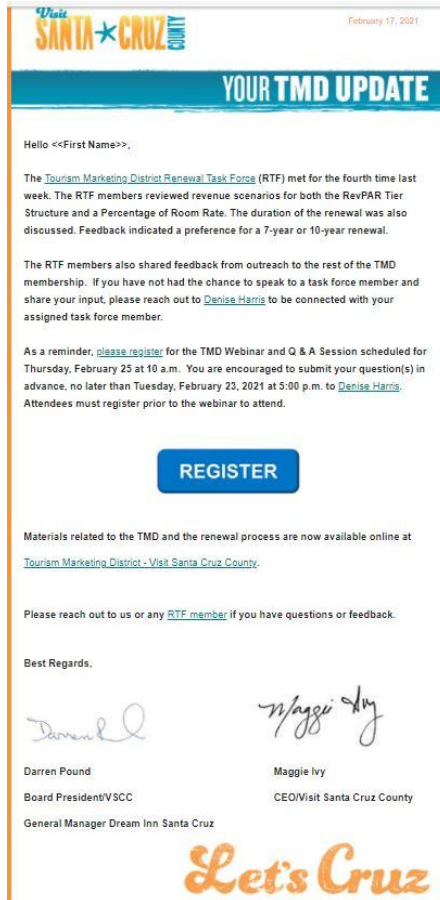 Visit
February 17, 2021
SANTA CRUZ COUNTY
YOUR TMD UPDATE
Hello <<First Name>>,
The Tourism Marketing District Renewal Task Force (RTF) met for the fourth time last
week. The RTF members reviewed revenue scenarios for both the RevPAR Tier
Structure and a Percentage of Room Rate. The duration of the renewal was also
discussed. Feedback indicated a preference for a 7-year or 10-year renewal.
The RTF members also shared feedback from outreach to the rest of the TMD
membership. If you have not had the chance to speak to a task force member and
share your input, please reach out to Denise Harris to be connected with your
assigned task force member.
As a reminder, please register for the TMD Webinar and Q & A Session scheduled for
Thursday, February 25 at 10 a.m. You are encouraged to submit your question(s) in
advance, no later than Tuesday, February 23, 2021 at 5:00 p.m. to Denise Harris.
Attendees must register prior to the webinar to attend.
REGISTER
Materials related to the TMD and the renewal process are now available online at
Tourism Marketing District - Visit Santa Cruz County.
Please reach out to us or any RTF member if you have questions or feedback.
Best Regards,
Darren Maggie Ivy
Darren Pound Maggie Ivy
Board President/VSCC CEO/Visit Santa Cruz County
General Manager Dream Inn Santa Cruz
Let's Cruz